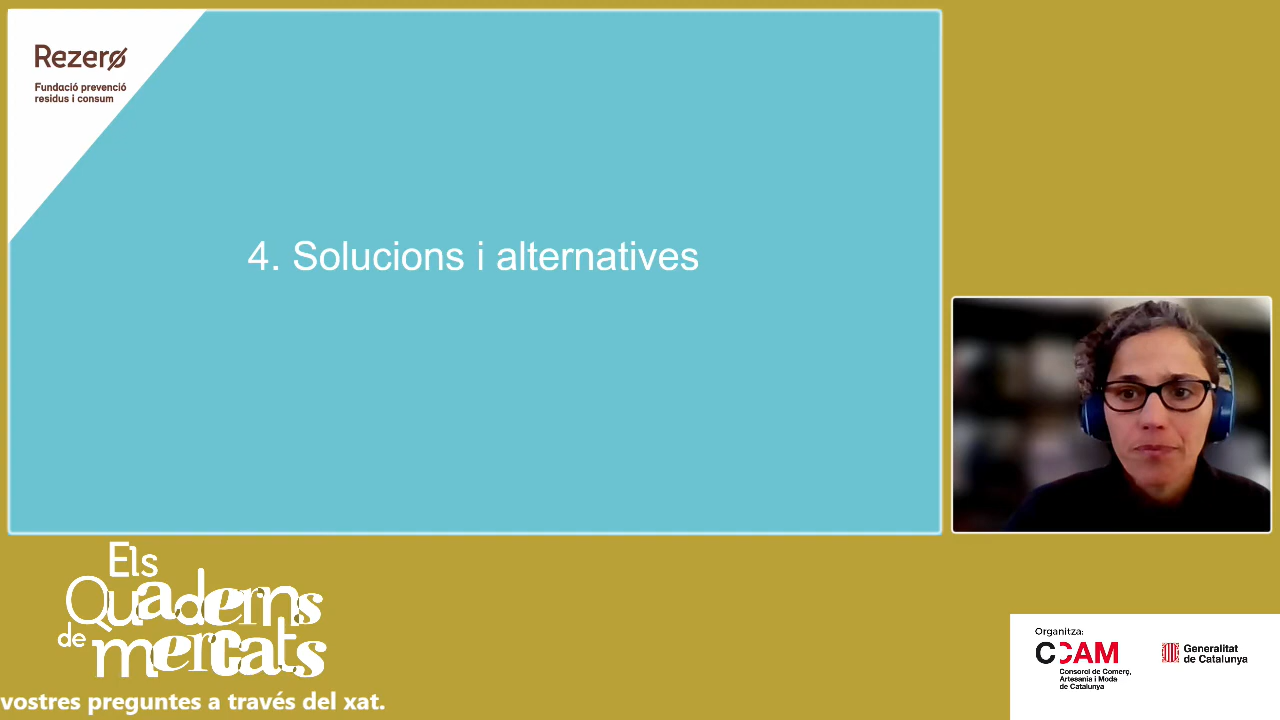 Rezero
Fundació prevenció
residus i consum
4. Solucions i alternatives
Els
Quaderns
de
mercats
vostres preguntes a través del xat.
Organitza:
CCAM
Consorci de Comerç,
Artesania i Moda
de Catalunya
Generalitat
de Catalunya